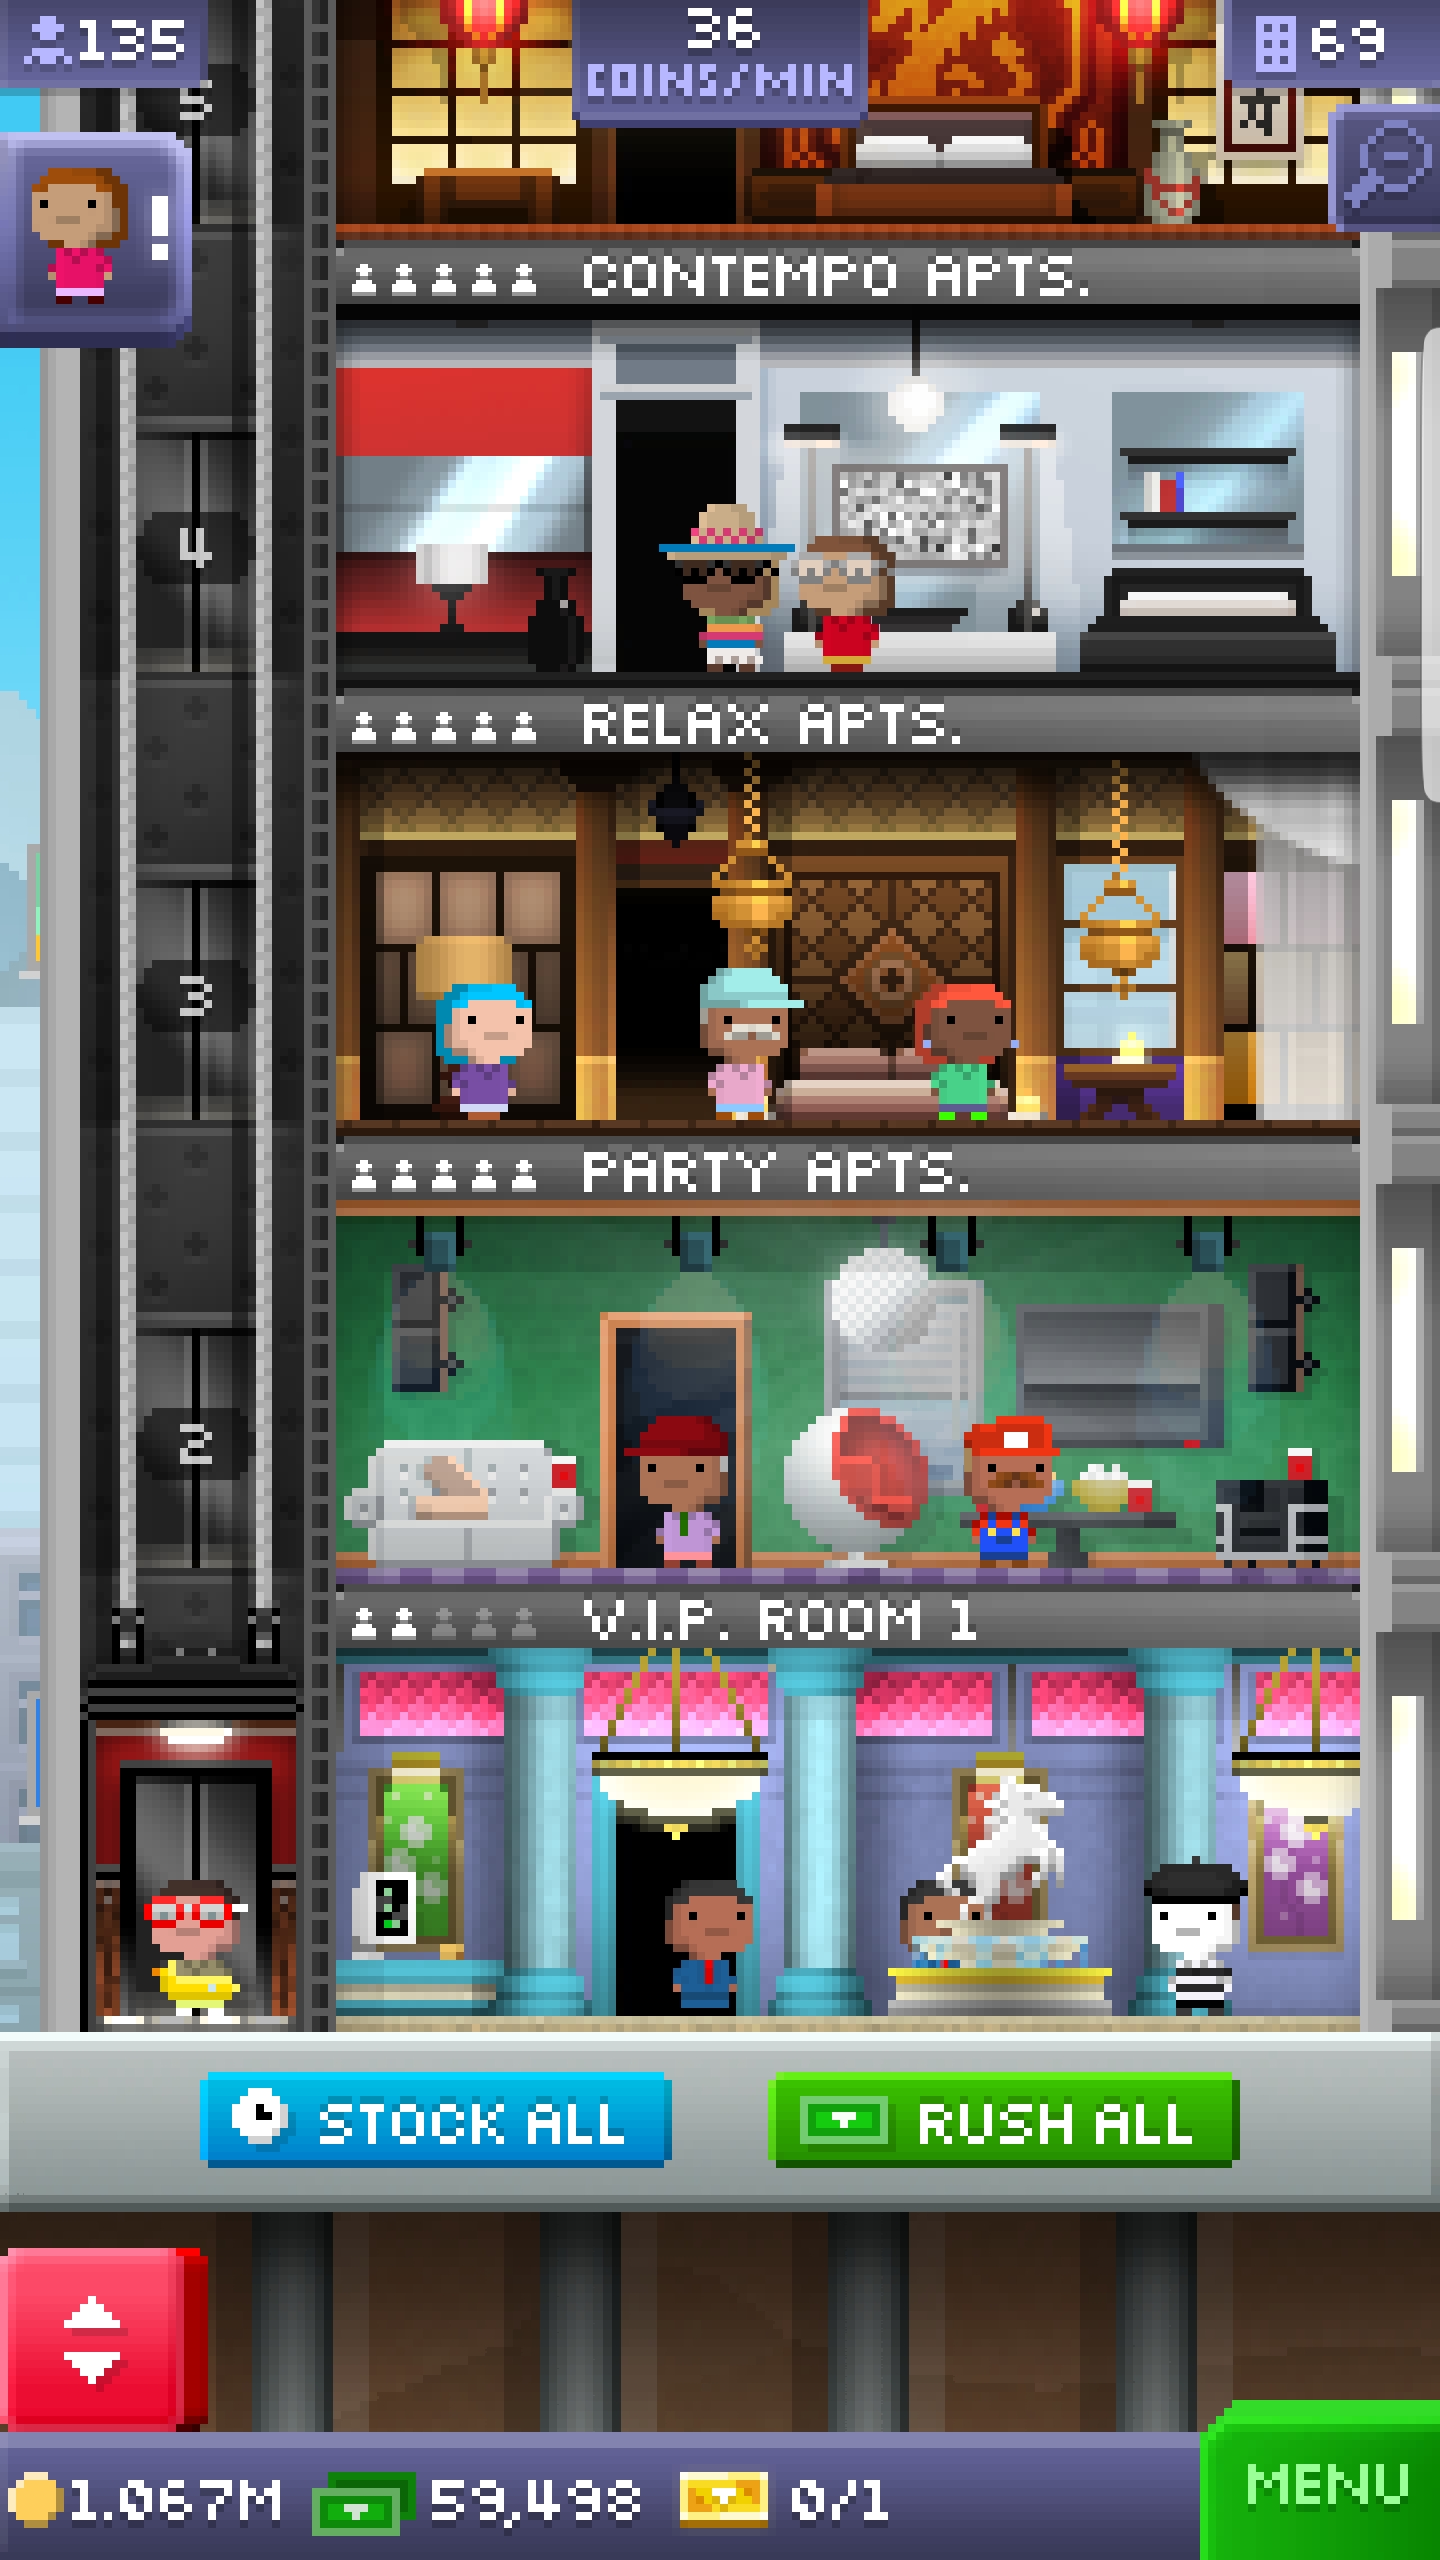 135
36
COINS/MIN
69
5
!
CONTEMPO APTS.
4
RELAX APTS.
3
PARTY APTS.
2
V.I.P. ROOM 1
STOCK ALL
RUSH ALL
1.067M
59,498
0/1
MENU